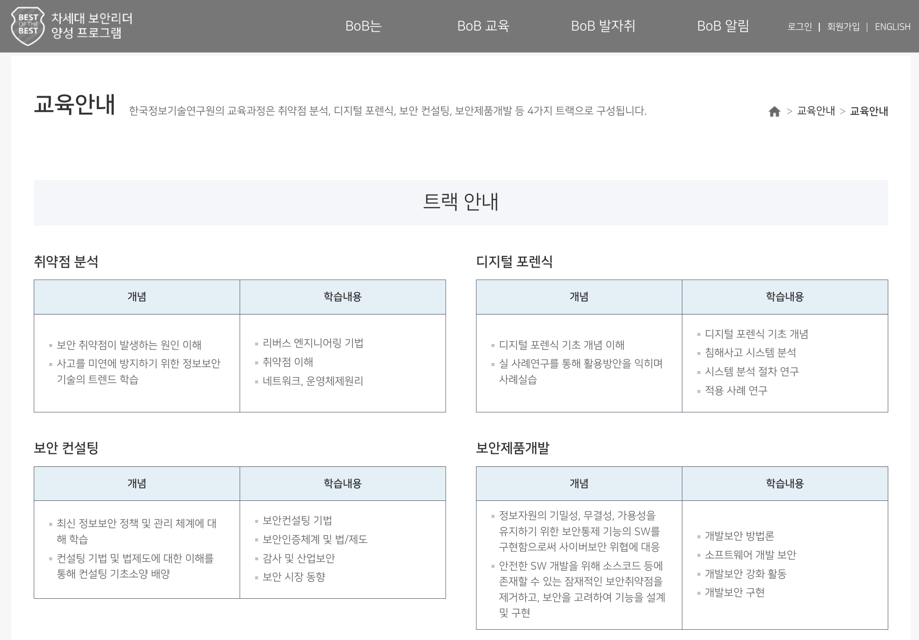 BEST
OF THE
BEST
차세대 보안리더
양성 프로그램
BoB는
BoB 교육
BoB 발자취
BoB 알림
로그인 | 회원가입 | ENGLISH
교육안내
한국정보기술연구원의 교육과정은 취약점 분석, 디지털 포렌식, 보안 컨설팅, 보안제품개발 등 4가지 트랙으로 구성됩니다.
> 교육안내 > 교육안내
트랙 안내
취약점 분석
개념
학습내용
보안 취약점이 발생하는 원인 이해
사고를 미연에 방지하기 위한 정보보안
기술의 트렌드 학습
리버스 엔지니어링 기법
취약점 이해
네트워크, 운영체제원리
디지털 포렌식
개념
학습내용
디지털 포렌식 기초 개념 이해
실 사례연구를 통해 활용방안을 익히며
사례실습
디지털 포렌식 기초 개념
침해사고 시스템 분석
시스템 분석 절차 연구
적용 사례 연구
보안 컨설팅
개념
학습내용
최신 정보보안 정책 및 관리 체계에 대
해 학습
컨설팅 기법 및 법제도에 대한 이해를
통해 컨설팅 기초소양 배양
보안컨설팅 기법
보안인증체계 및 법/제도
감사 및 산업보안
보안 시장 동향
보안제품개발
개념
학습내용
정보자원의 기밀성, 무결성, 가용성을
유지하기 위한 보안통제 기능의 SW를
구현함으로써 사이버보안 위협에 대응
안전한 SW 개발을 위해 소스코드 등에
존재할 수 있는 잠재적인 보안취약점을
제거하고, 보안을 고려하여 기능을 설계
및 구현
개발보안 방법론
소프트웨어 개발 보안
개발보안 강화 활동
개발보안 구현